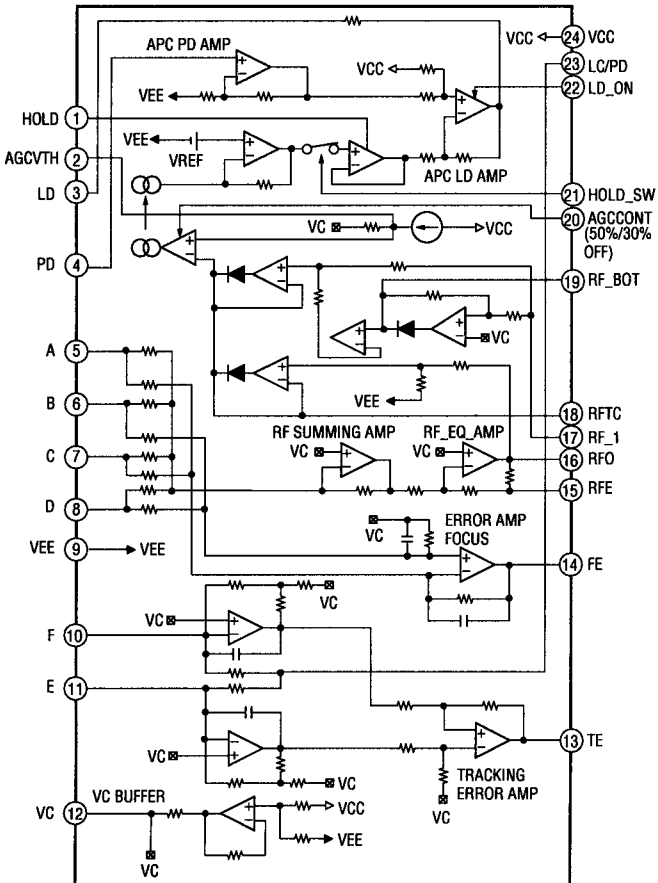 APC PD AMP
VCC
24 VCC
23 LC/PD
VCC
22 LD_ON
VEE
HOLD 1
VEE
VREF
APC LD AMP
AGCVTH 2
LD 3
21 HOLD_SW
VC
VCC
20 AGCCONT
(50%/30%
OFF)
PD 4
19 RF_BOT
VC
A 5
B 6
VEE
18 RFTC
17 RF_1
C 7
RF SUMMING AMP
RF_EQ_AMP
VC
VC
16 RFO
15 RFE
D 8
VC
ERROR AMP
FOCUS
VEE 9
VEE
14 FE
VC
VC
F 10
E 11
VC
VC
13 TE
TRACKING
ERROR AMP
VC
VC BUFFER
VC 12
VCC
VEE
VC